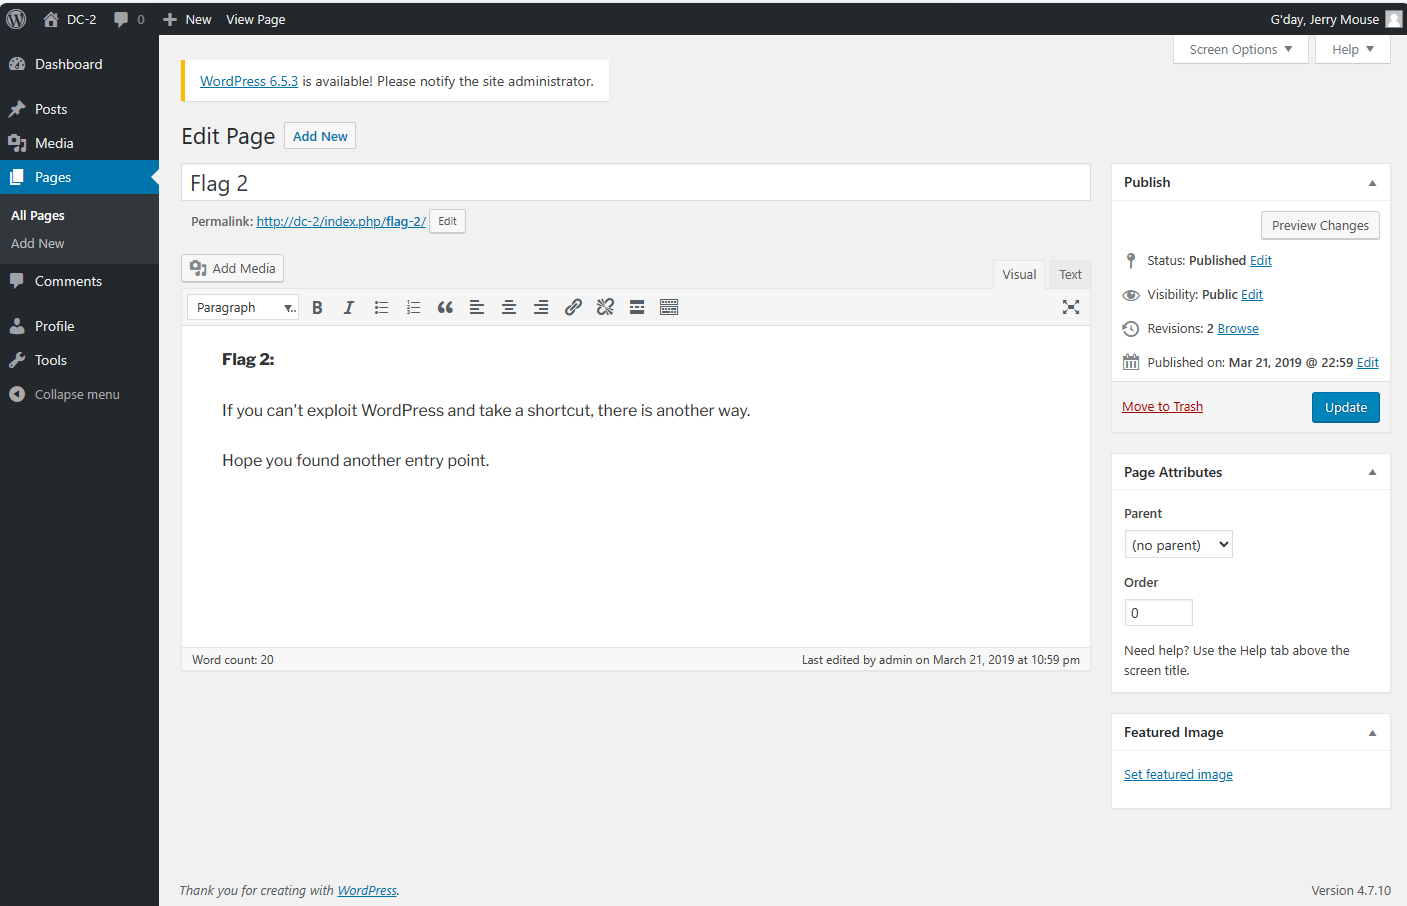 DC-2 0 New View Page G'day, Jerry Mouse
Screen Options Help
Dashboard
Posts
Media
Pages
All Pages
Add New
Comments
Profile
Tools
Collapse menu
WordPress 6.5.3 is available! Please notify the site administrator.
Edit Page Add New
Flag 2
Permalink: http://dc-2/index.php/flag-2/ Edit
Add Media
Visual Text
Paragraph
Flag 2:
If you can't exploit WordPress and take a shortcut, there is another way.
Hope you found another entry point.
Word count: 20 Last edited by admin on March 21, 2019 at 10:59 pm
Publish
Preview Changes
Status: Published Edit
Visibility: Public Edit
Revisions: 2 Browse
Published on: Mar 21, 2019 @ 22:59 Edit
Move to Trash Update
Page Attributes
Parent
(no parent)
Order
0
Need help? Use the Help tab above the
screen title.
Featured Image
Set featured image
Thank you for creating with WordPress. Version 4.7.10